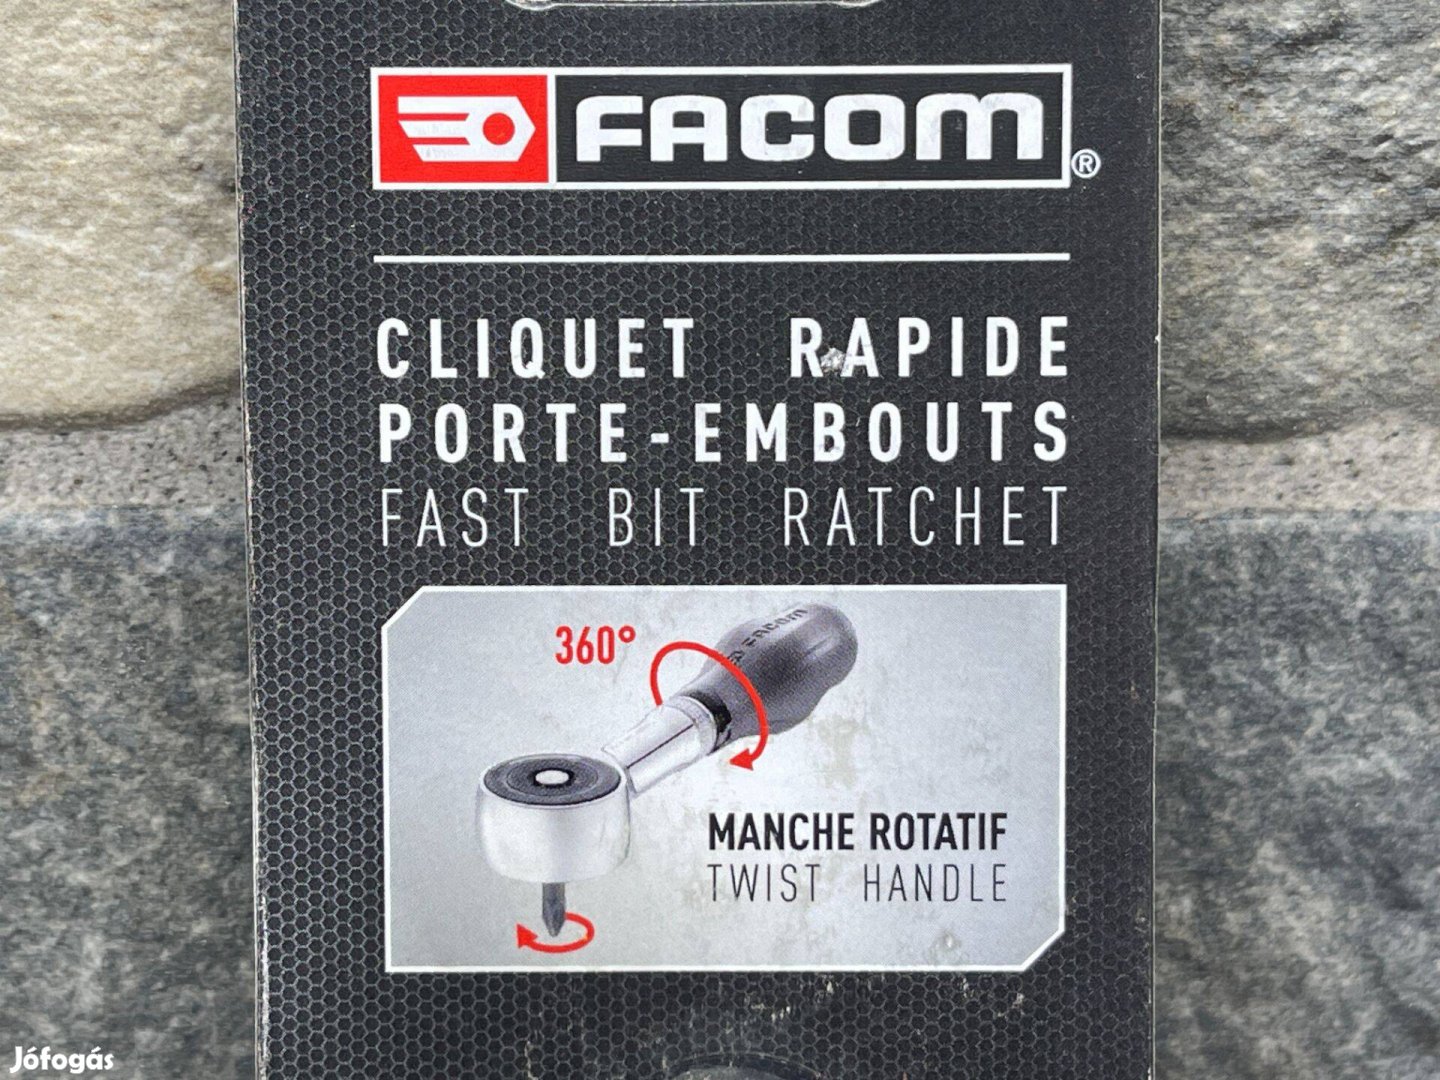 FACOM®
CLIQUET RAPIDE
PORTE-EMBOUTS
FAST BIT RATCHET
360°
FACOM
MANCHE ROTATIF
TWIST HANDLE
Jófogás